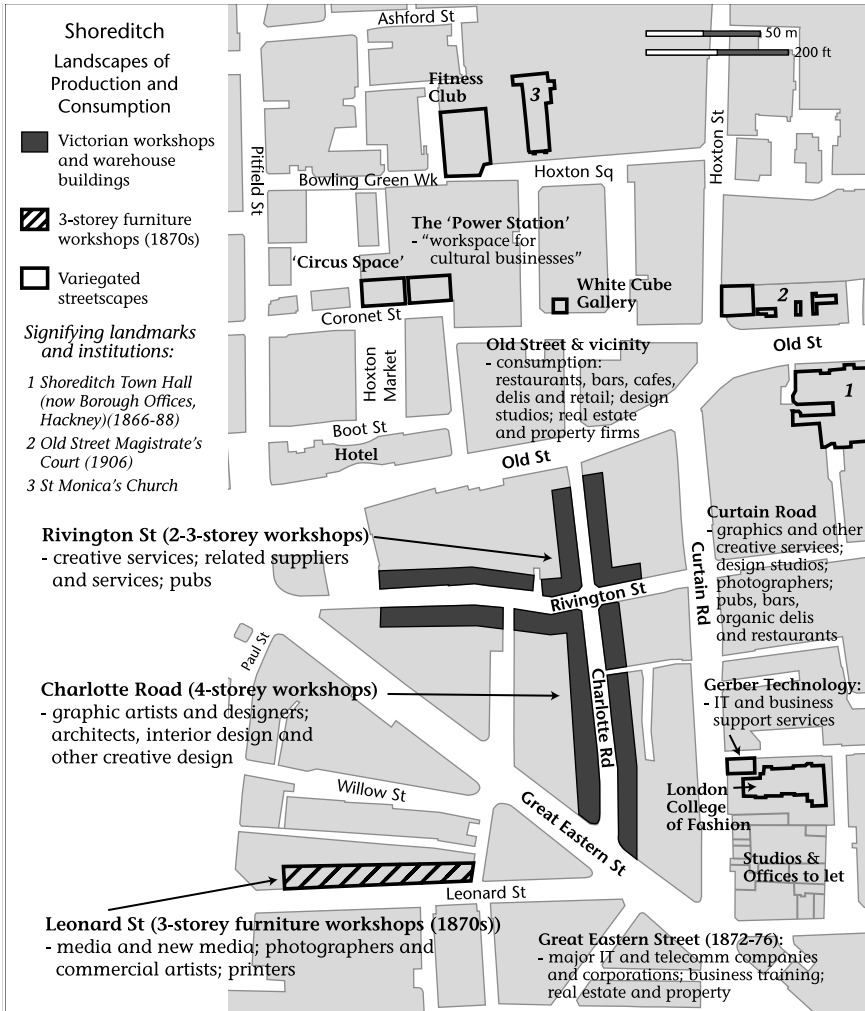 Shoreditch
Landscapes of
Production and
Consumption
Victorian workshops
and warehouse
buildings
3-storey furniture
workshops (1870s)
Variegated
streetscapes
Signifying landmarks
and institutions:
1 Shoreditch Town Hall
(now Borough Offices,
Hackney)(1866-88)
2 Old Street Magistrate's
Court (1906)
3 St Monica's Church
Ashford St
50 m
200 ft
Fitness
Club
3
Hoxton St
Pitfield St
Bowling Green Wk
Hoxton Sq
The 'Power Station'
- "workspace for
cultural businesses"
'Circus Space'
White Cube
Gallery
2
Coronet St
Old St
Hoxton
Market
Old Street & vicinity
- consumption:
restaurants, bars, cafes,
delis and retail; design
studios; real estate
and property firms
1
Boot St
Hotel
Old St
Rivington St (2-3-storey workshops)
- creative services; related suppliers
and services; pubs
Curtain Road
- graphics and other
creative services;
design studios;
photographers;
pubs, bars,
organic delis
and restaurants
Curtain Rd
Rivington St
Paul St
Charlotte Road (4-storey workshops)
- graphic artists and designers;
architects, interior design and
other creative design
Charlotte Rd
Gerber Technology:
- IT and business
support services
Willow St
Great Eastern St
London
College
of Fashion
Studios &
Offices to let
Leonard St
Leonard St (3-storey furniture workshops (1870s))
- media and new media; photographers and
commercial artists; printers
Great Eastern Street (1872-76):
- major IT and telecomm companies
and corporations; business training;
real estate and property